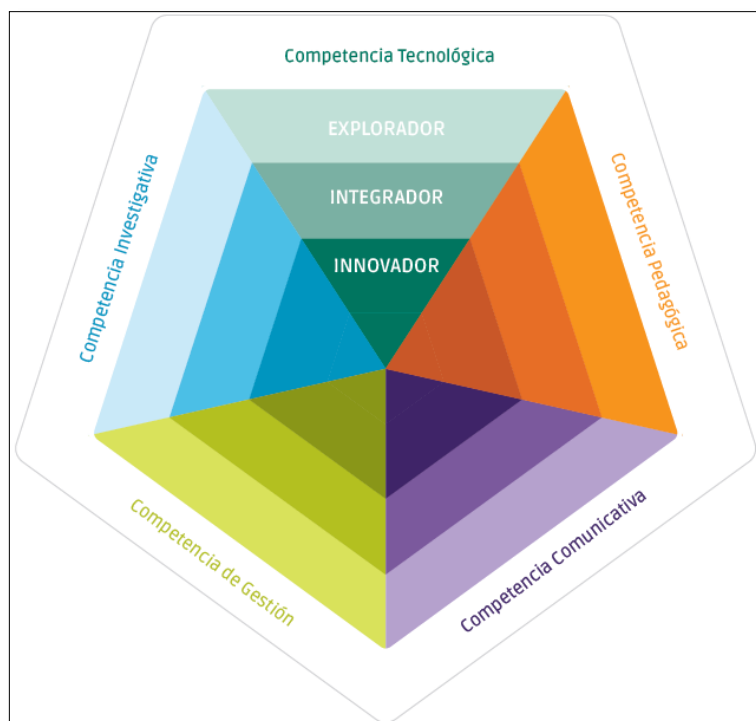 Competencia Tecnológica
EXPLORADOR
INTEGRADOR
INNOVADOR
Competencia Investigativa
Competencia Pedagógica
Competencia de Gestión
Competencia Comunicativa